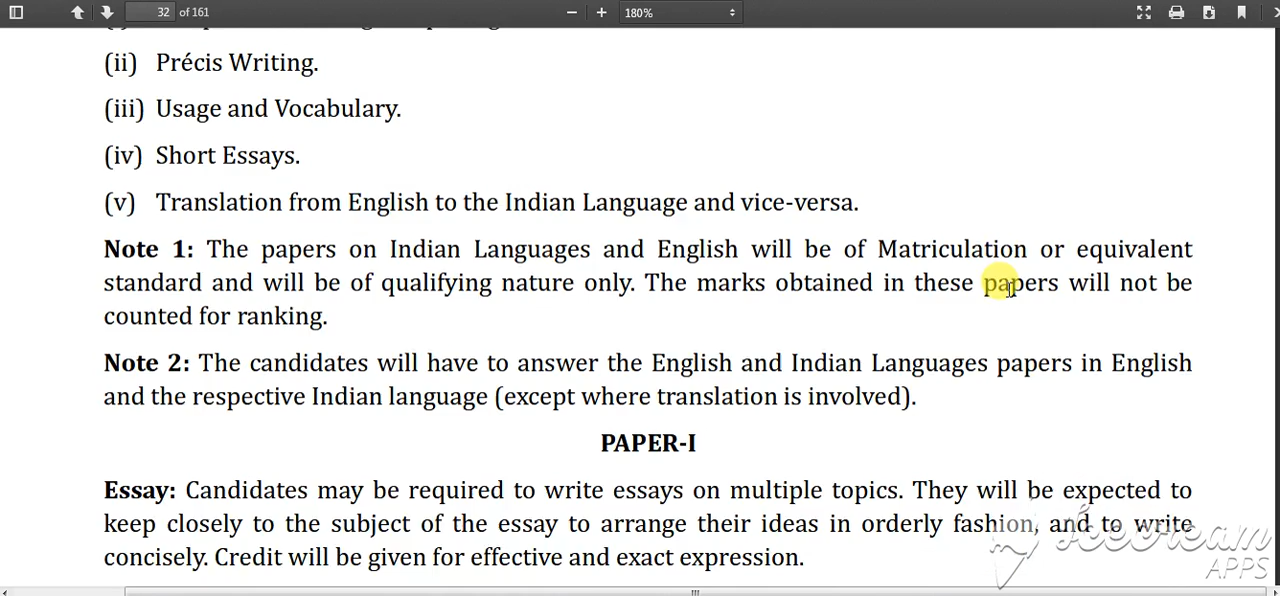 32 of 161
180%
(ii) Précis Writing.
(iii) Usage and Vocabulary.
(iv) Short Essays.
(v) Translation from English to the Indian Language and vice-versa.
Note 1: The papers on Indian Languages and English will be of Matriculation or equivalent
standard and will be of qualifying nature only. The marks obtained in these papers will not be
counted for ranking.
Note 2: The candidates will have to answer the English and Indian Languages papers in English
and the respective Indian language (except where translation is involved).
PAPER-I
Essay: Candidates may be required to write essays on multiple topics. They will be expected to
keep closely to the subject of the essay to arrange their ideas in orderly fashion, and to write
concisely. Credit will be given for effective and exact expression.
Icecream
APPS